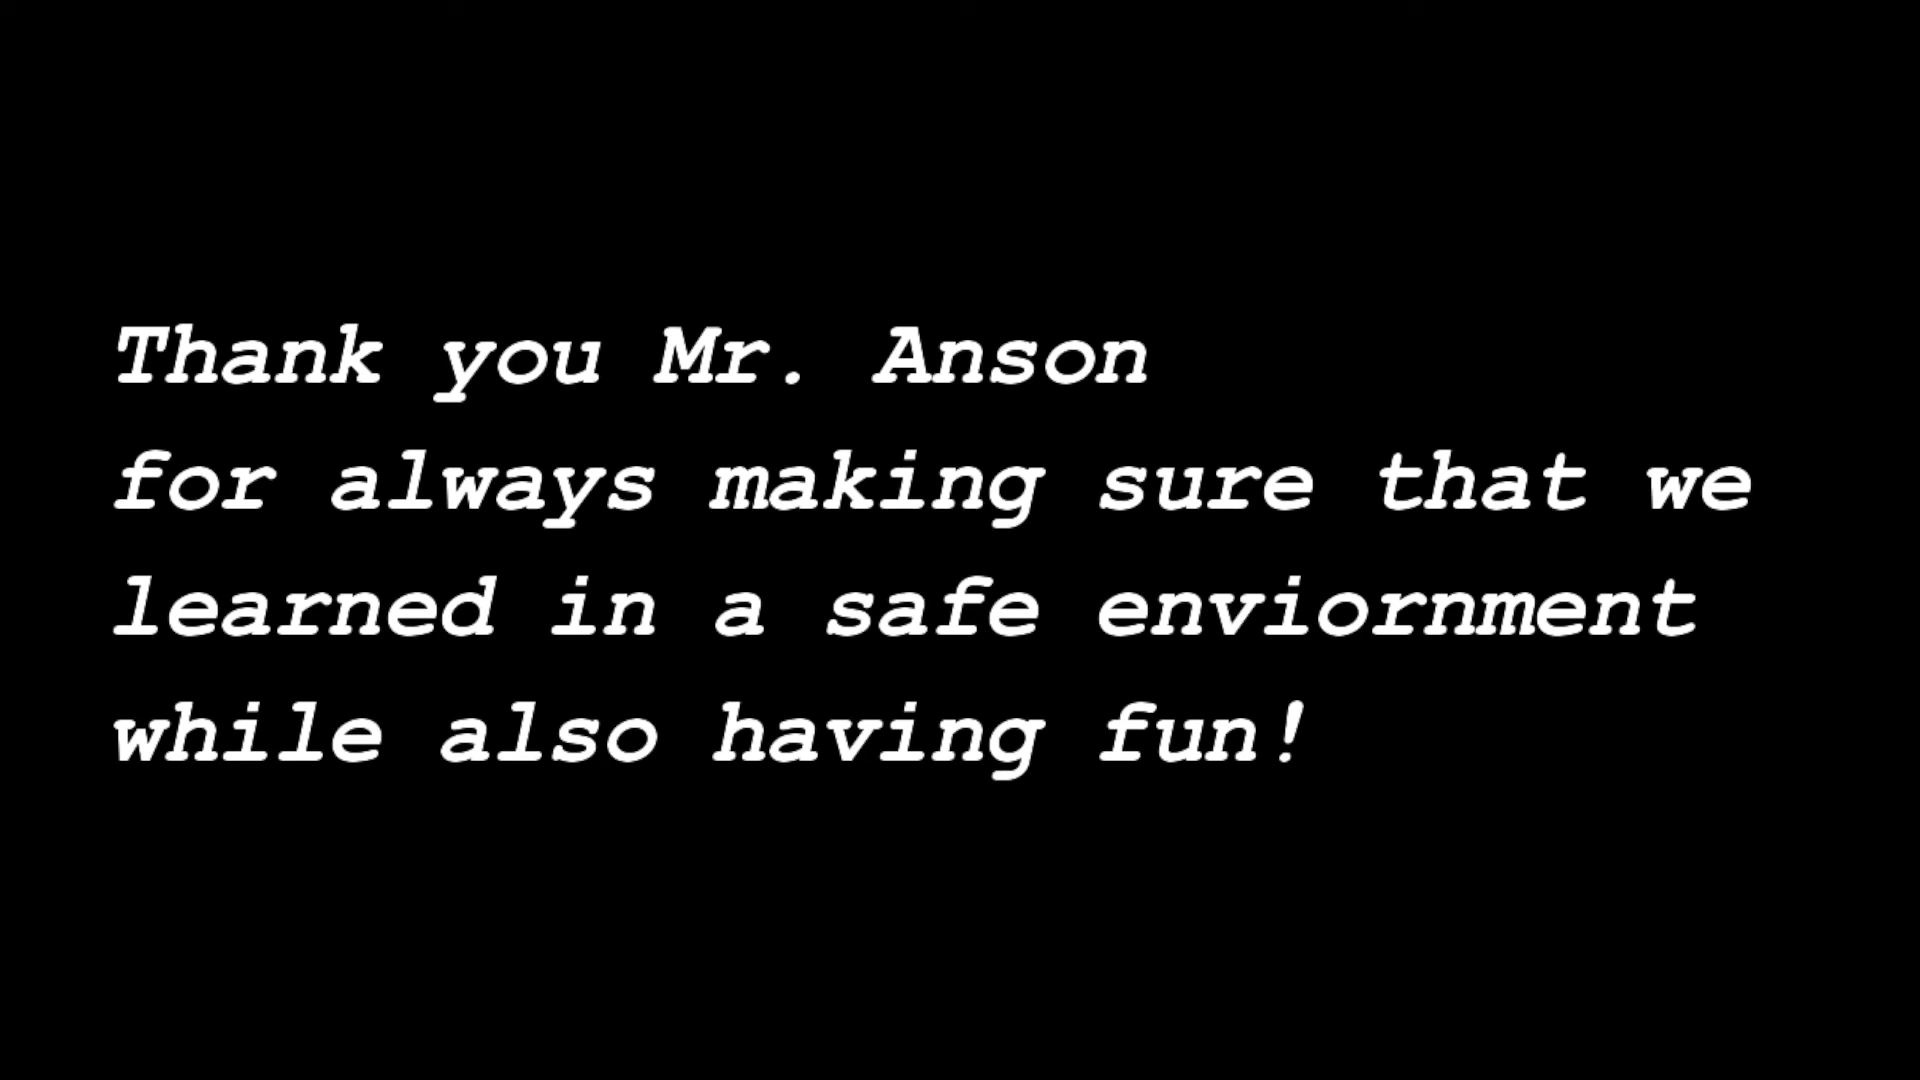 Thank you Mr. Anson
for always making sure that we
learned in a safe enviornment
while also having fun!